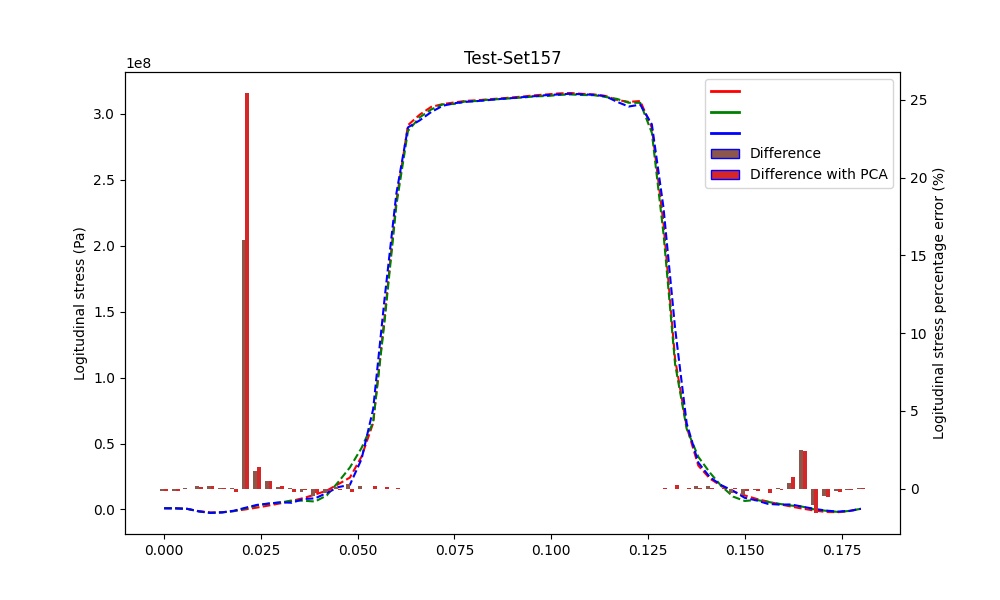 Test-Set157
1e8
3.0
2.5
2.0
1.5
1.0
0.5
0.0
Logitudinal stress (Pa)
Difference
Difference with PCA
25
20
15
10
5
0
Logitudinal stress percentage error (%)
0.000 0.025 0.050 0.075 0.100 0.125 0.150 0.175